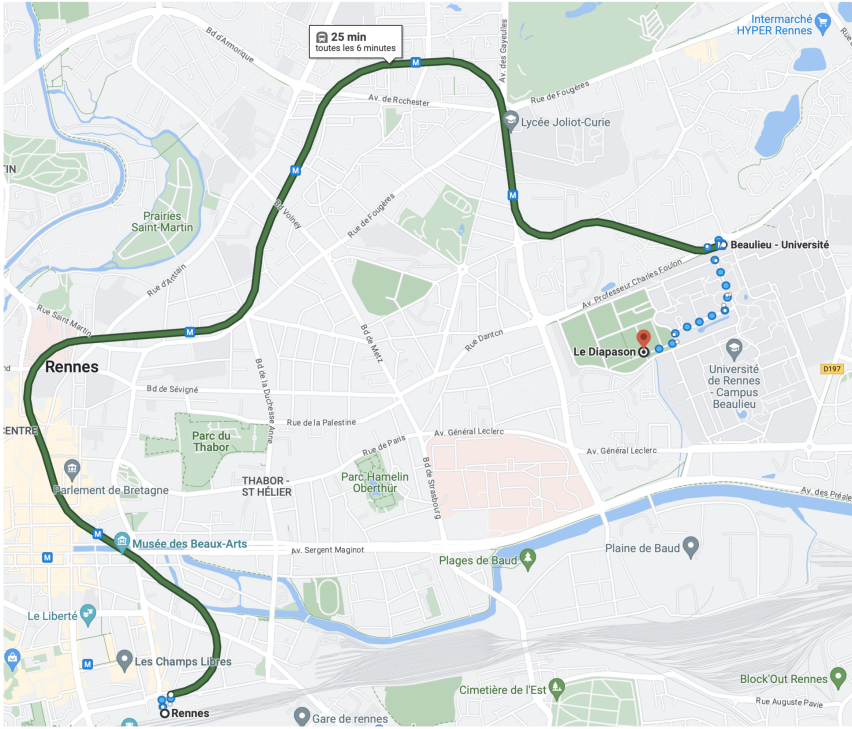 Intermarché
HYPER Rennes
Bd d'Armorique
25 min
toutes les 6 minutes
M
Av. des Gayeulles
Av. de Rochester
Rue de Fougères
Lycée Joliot-Curie
TIN
M
M
Prairies
Saint-Martin
Bd Volney
Rue de Fougères
Beaulieu - Université
Rue d'Antrain
Av. Professeur Charles Foulon
Rue Saint Martin
M
Bd de Metz
Rue Danton
Le Diapason
Rennes
Université
de Rennes
- Campus
Beaulieu
D197
Bd de Sévigné
Bd de la Duchesse Anne
Rue de la Palestine
CENTRE
Parc du
Thabor
Rue de Paris
Av. Général Leclerc
Av. Général Leclerc
Parlement de Bretagne
THABOR -
ST HÉLIER
Parc Hamelin
Oberthür
Bd de Strasbourg
Av. des Préale
M
Musée des Beaux-Arts
M
Av. Sergent Maginot
Plages de Baud
Plaine de Baud
Le Liberté
M
Les Champs Libres
Block'Out Rennes
Cimetière de l'Est
Rue Auguste Pavie
Rennes
Gare de rennes